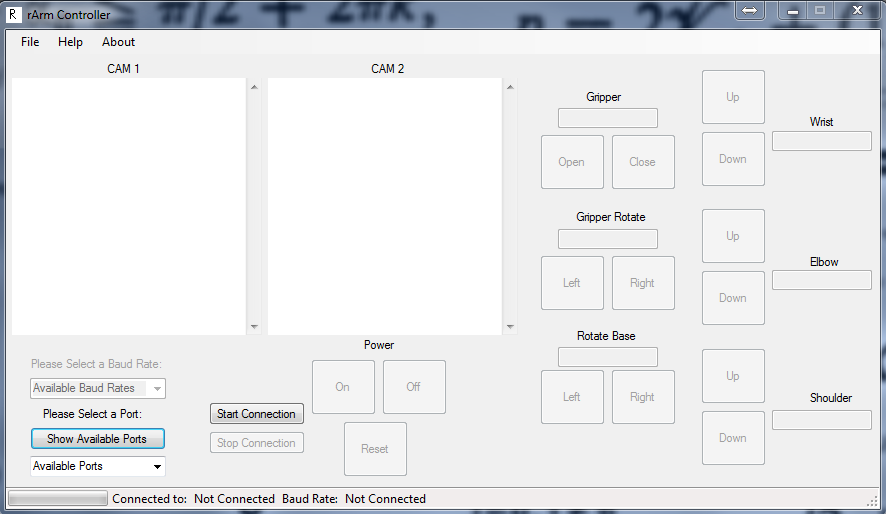 R rArm Controller
File Help About
CAM 1
CAM 2
Gripper
Open Close
Gripper Rotate
Left Right
Rotate Base
Left Right
Up
Down
Wrist
Up
Down
Elbow
Up
Down
Shoulder
Power
On Off
Reset
Please Select a Baud Rate:
Available Baud Rates
Please Select a Port:
Show Available Ports
Available Ports
Start Connection
Stop Connection
Connected to: Not Connected Baud Rate: Not Connected